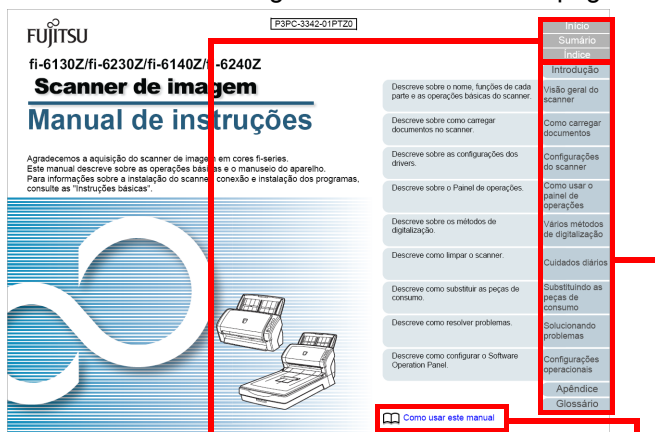 FUJITSU
P3PC-3342-01PTZ0
fi-6130Z/fi-6230Z/fi-6140Z/fi-6240Z
Scanner de imagem
Manual de instruções
Agradecemos a aquisição do scanner de imagem em cores fi-series.
Este manual descreve sobre as operações básicas e o manuseio do aparelho.
Para informações sobre a instalação do scanner, conexão e instalação dos programas,
consulte as "Instruções básicas".
Início
Sumário
Índice
Introdução
Descreve sobre o nome, funções de cada
parte e as operações básicas do scanner.
Visão geral do
scanner
Descreve sobre como carregar
documentos no scanner.
Como carregar
documentos
Descreve sobre as configurações dos
drivers.
Configurações
do scanner
Descreve sobre o Painel de operações.
Como usar o
painel de
operações
Descreve sobre os métodos de
digitalização.
Vários métodos
de digitalização
Descreve como limpar o scanner.
Cuidados diários
Descreve como substituir as peças de
consumo.
Substituindo as
peças de
consumo
Descreve como resolver problemas.
Solucionando
problemas
Descreve como configurar o Software
Operation Panel.
Configurações
operacionais
Apêndice
Glossário
Como usar este manual